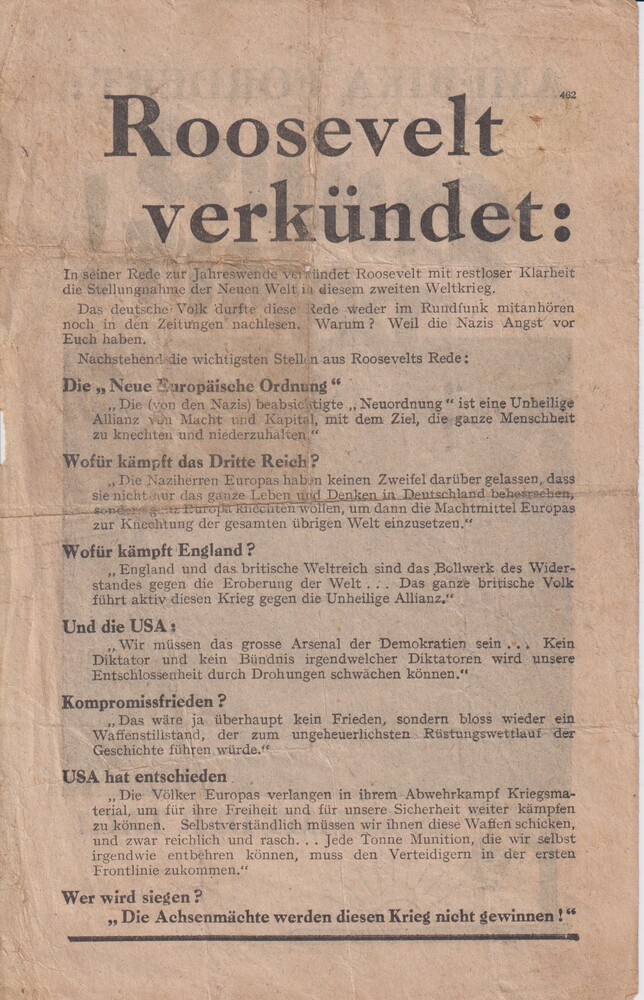 462
Roosevelt
verkündet:
In seiner Rede zur Jahreswende verkündet Roosevelt mit restloser Klarheit
die Stellungnahme der Neuen Welt in diesem zweiten Weltkrieg.
Das deutsche Volk durfte diese Rede weder im Rundfunk mitanhören
noch in den Zeitungen nachlesen. Warum? Weil die Nazis Angst vor
Euch haben.
Nachstehend die wichtigsten Stellen aus Roosevelts Rede:
Die „Neue Europäische Ordnung“
„Die (von den Nazis) beabsichtigte „Neuordnung“ ist eine Unheilige
Allianz von Macht und Kapital, mit dem Ziel, die ganze Menschheit
zu knechten und niederzuhalten“
Wofür kämpft das Dritte Reich?
„Die Naziherren Europas haben keinen Zweifel darüber gelassen, dass
sie nicht nur das ganze Leben und Denken in Deutschland beherrschen,
sondern ganz Europa knechten wollen, um dann die Machtmittel Europas
zur Knechtung der gesamten übrigen Welt einzusetzen.“
Wofür kämpft England?
„England und das britische Weltreich sind das Bollwerk des Wider-
standes gegen die Eroberung der Welt . . . Das ganze britische Volk
führt aktiv diesen Krieg gegen die Unheilige Allianz.“
Und die USA:
„Wir müssen das grosse Arsenal der Demokratien sein . . . Kein
Diktator und kein Bündnis irgendwelcher Diktatoren wird unsere
Entschlossenheit durch Drohungen schwächen können.“
Kompromissfrieden?
„Das wäre ja überhaupt kein Frieden, sondern bloss wieder ein
Waffenstillstand, der zum ungeheuerlichsten Rüstungswettlauf der
Geschichte führen würde.“
USA hat entschieden
„Die Völker Europas verlangen in ihrem Abwehrkampf Kriegsma-
terial, um für ihre Freiheit und für unsere Sicherheit weiter kämpfen
zu können. Selbstverständlich müssen wir ihnen diese Waffen schicken,
und zwar reichlich und rasch. . . Jede Tonne Munition, die wir selbst
irgendwie entbehren können, muss den Verteidigern in der ersten
Frontlinie zukommen.“
Wer wird siegen?
„Die Achsenmächte werden diesen Krieg nicht gewinnen!“